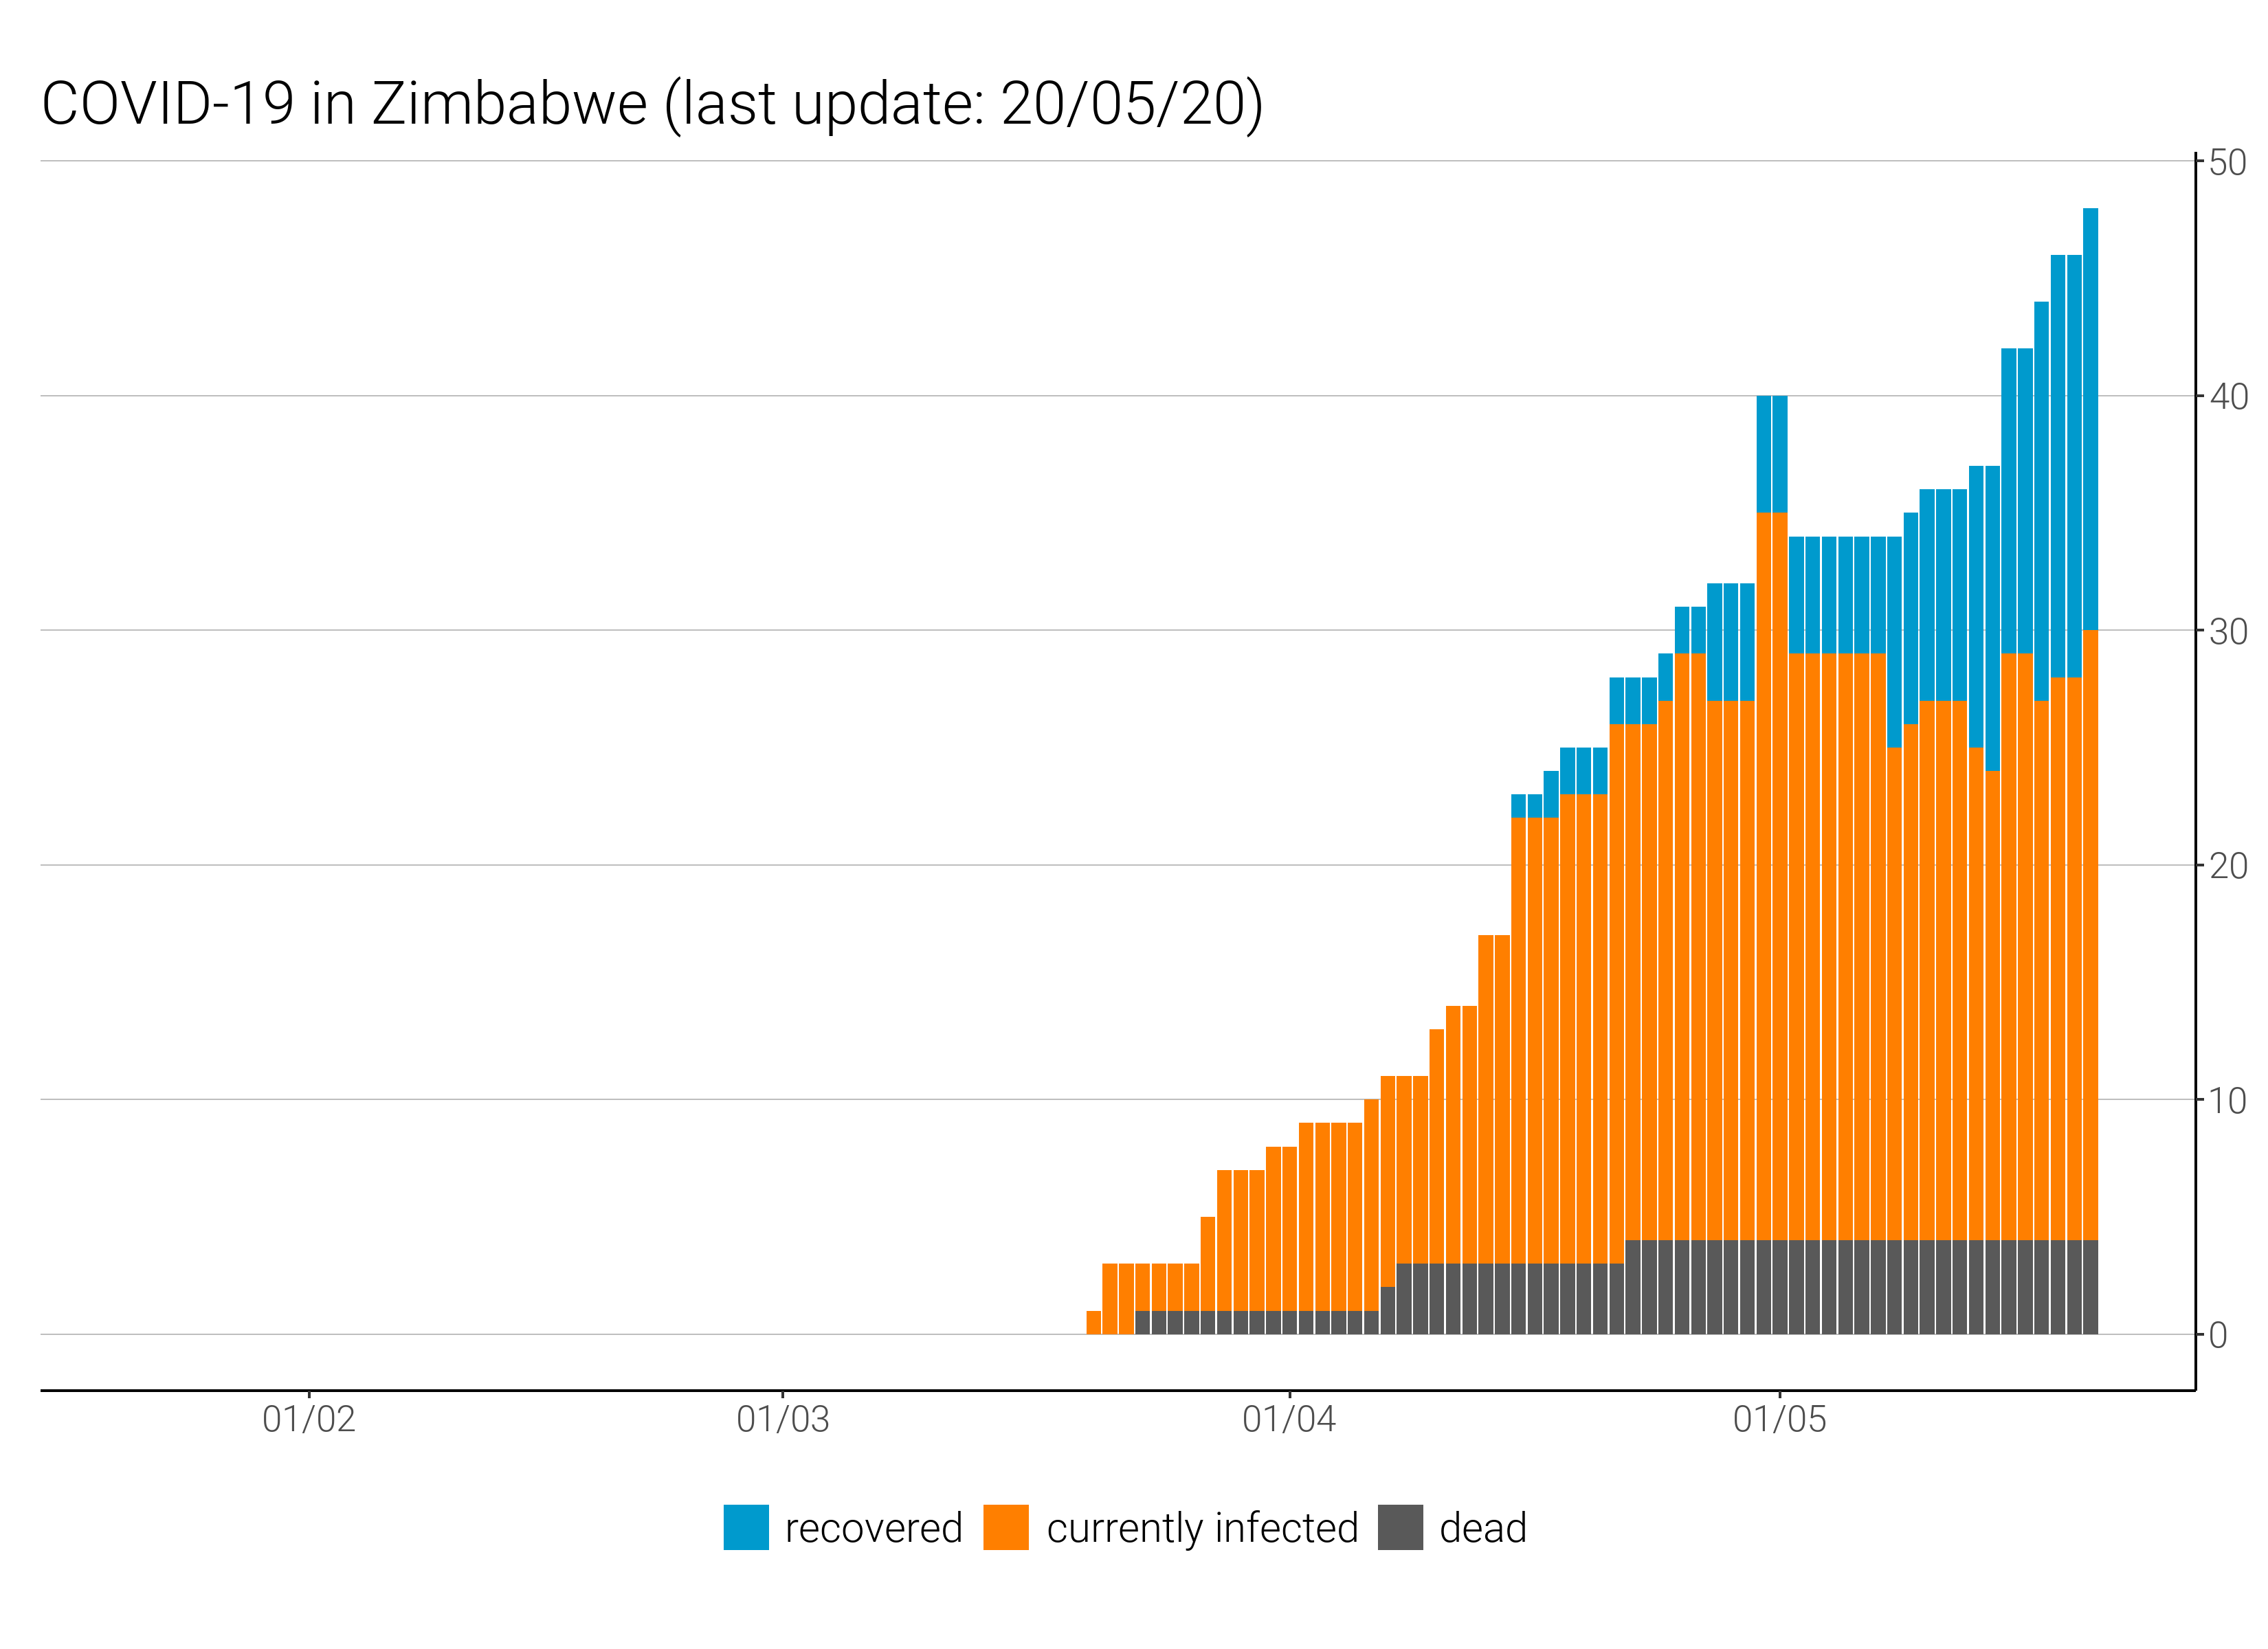 COVID-19 in Zimbabwe (last update: 20/05/20)
50
40
30
20
10
0
01/02 01/03 01/04 01/05
recovered currently infected dead